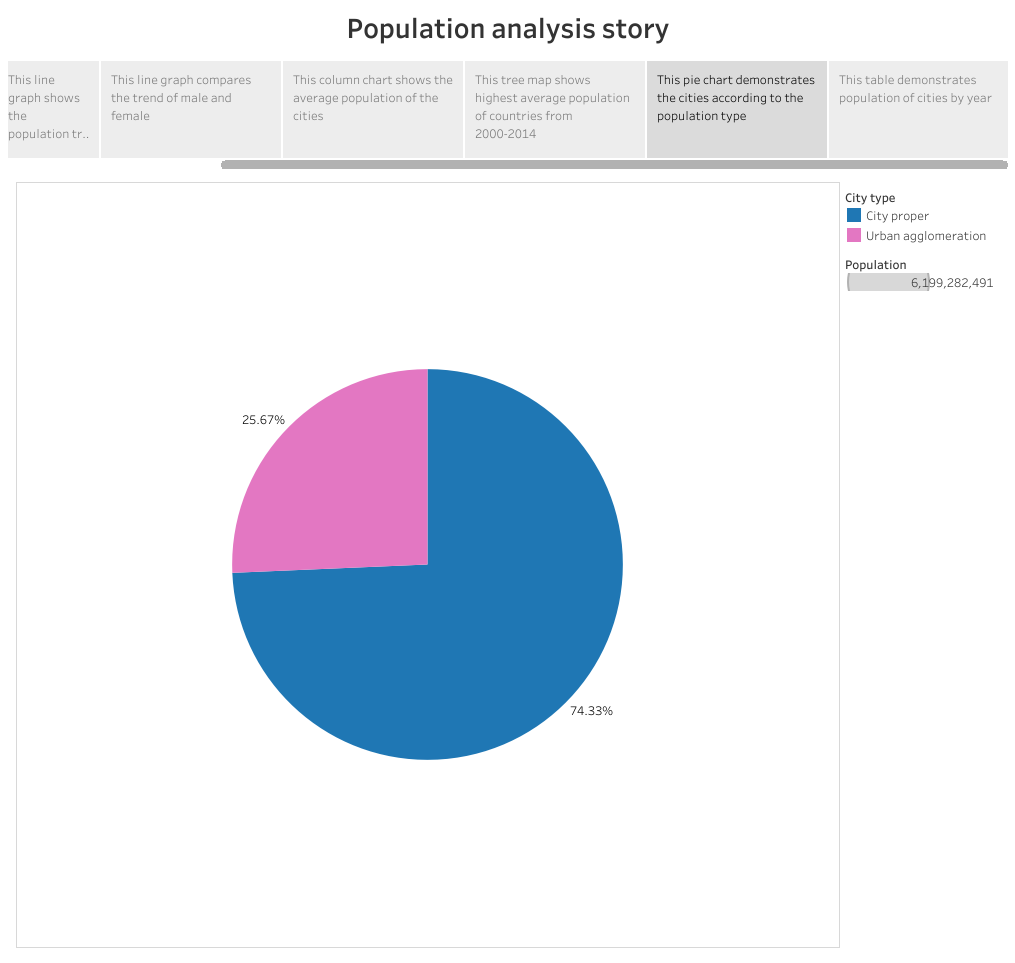 Population analysis story
This line
graph shows
the
population tr..
This line graph compares
the trend of male and
female
This column chart shows the
average population of the
cities
This tree map shows
highest average population
of countries from
2000-2014
This pie chart demonstrates
the cities according to the
population type
This table demonstrates
population of cities by year
City type
City proper
Urban agglomeration
Population
6,199,282,491
25.67%
74.33%